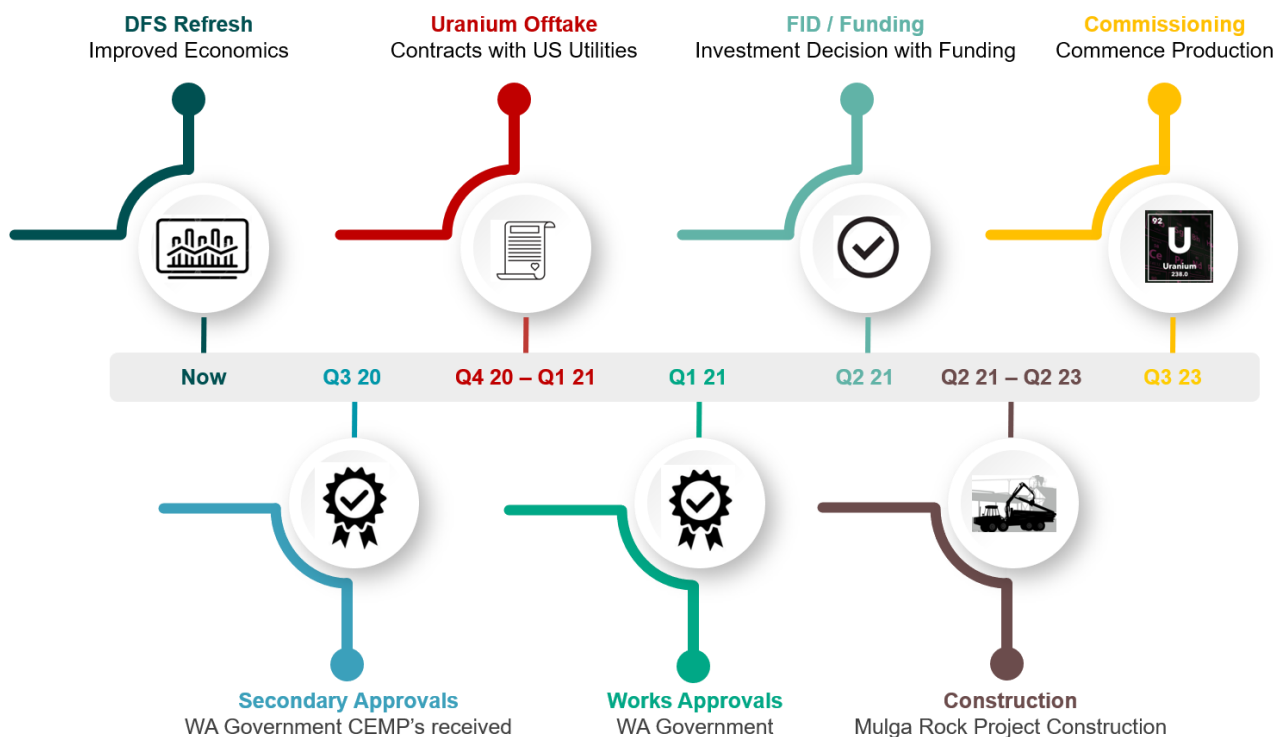 DFS Refresh
Improved Economics
Uranium Offtake
Contracts with US Utilities
FID / Funding
Investment Decision with Funding
Commissioning
Commence Production
92
U
Uranium
238.0
Now
Q3 20
Q4 20 – Q1 21
Q1 21
Q2 21
Q2 21 – Q2 23
Q3 23
Secondary Approvals
WA Government CEMP's received
Works Approvals
WA Government
Construction
Mulga Rock Project Construction